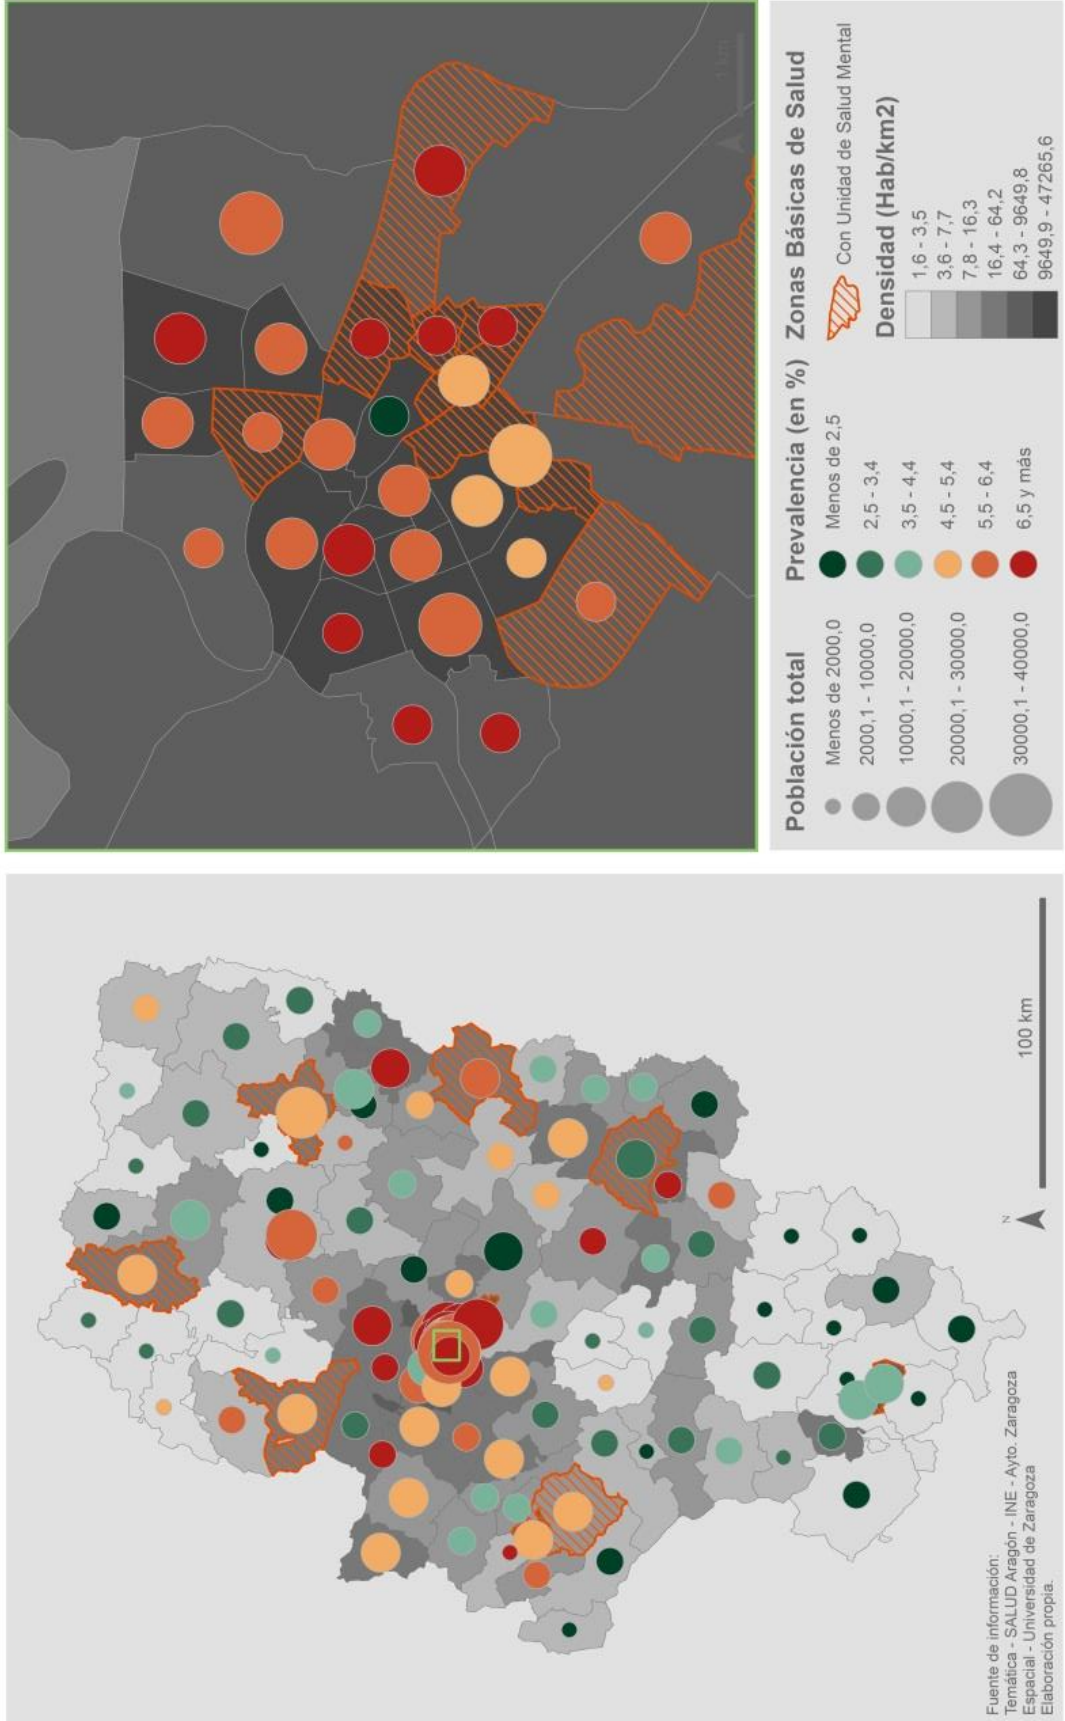 N
100 km
Fuente de información:
Temática - SALUD Aragón - INE - Ayto. Zaragoza
Espacial - Universidad de Zaragoza
Elaboración propia.
1 km
Población total
Menos de 2000,0
2000,1 - 10000,0
10000,1 - 20000,0
20000,1 - 30000,0
30000,1 - 40000,0
Prevalencia (en %)
Menos de 2,5
2,5 - 3,4
3,5 - 4,4
4,5 - 5,4
5,5 - 6,4
6,5 y más
Zonas Básicas de Salud
Con Unidad de Salud Mental
Densidad (Hab/km2)
1,6 - 3,5
3,6 - 7,7
7,8 - 16,3
16,4 - 64,2
64,3 - 9649,8
9649,9 - 47265,6